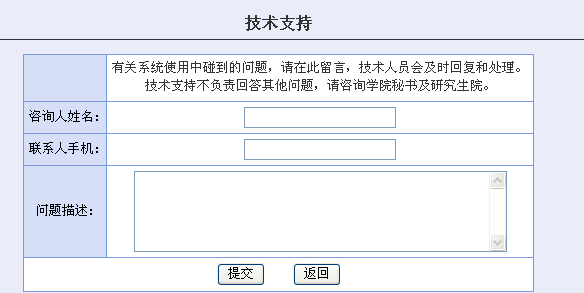 技术支持
有关系统使用中碰到的问题，请在此留言，技术人员会及时回复和处理。
技术支持不负责回答其他问题，请咨询学院秘书及研究生院。
咨询人姓名：
联系人手机：
问题描述：
提交 返回